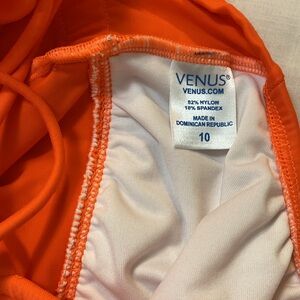 VENUS®
VENUS.COM
82% NYLON
18% SPANDEX
MADE IN
DOMINICAN REPUBLIC
10